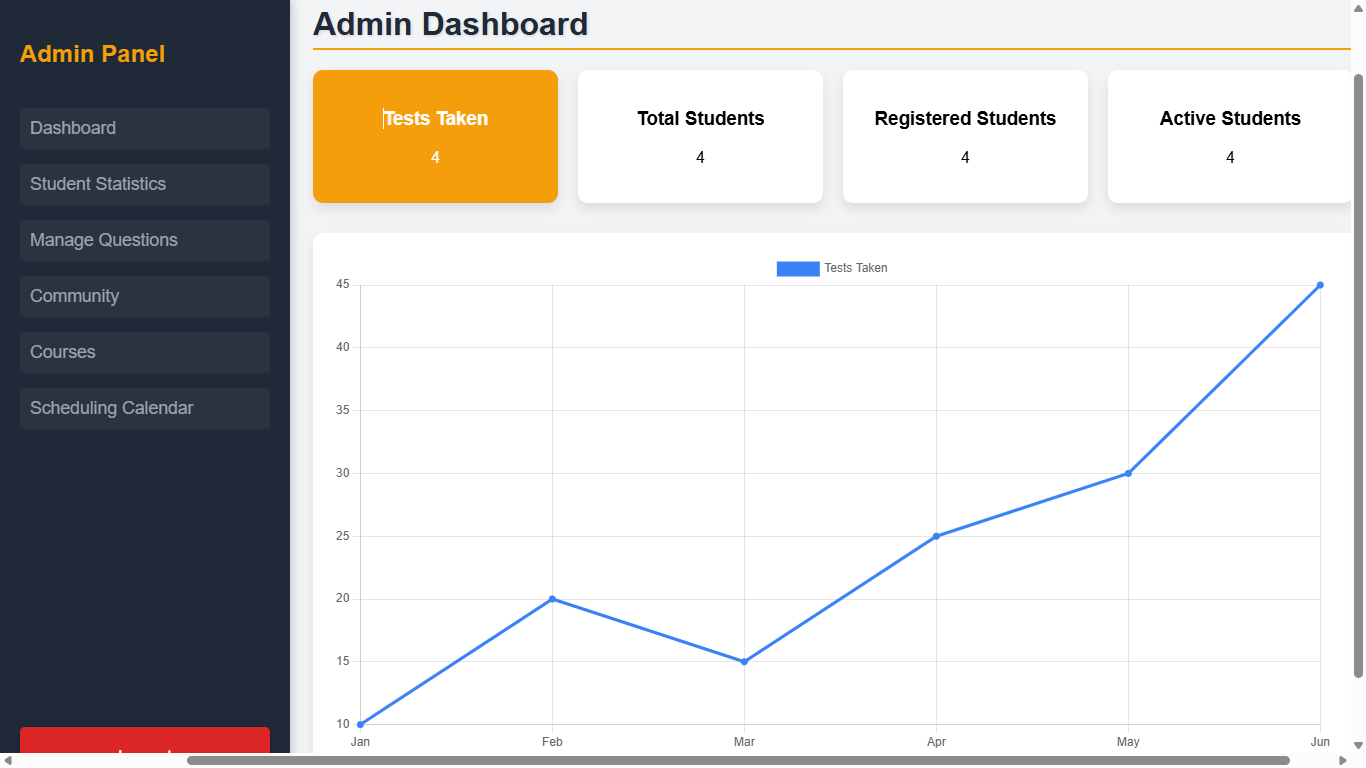 Admin Panel
Dashboard
Student Statistics
Manage Questions
Community
Courses
Scheduling Calendar
Admin Dashboard
Tests Taken
4
Total Students
4
Registered Students
4
Active Students
4
Tests Taken
45
40
35
30
25
20
15
10
Jan Feb Mar Apr May Jun